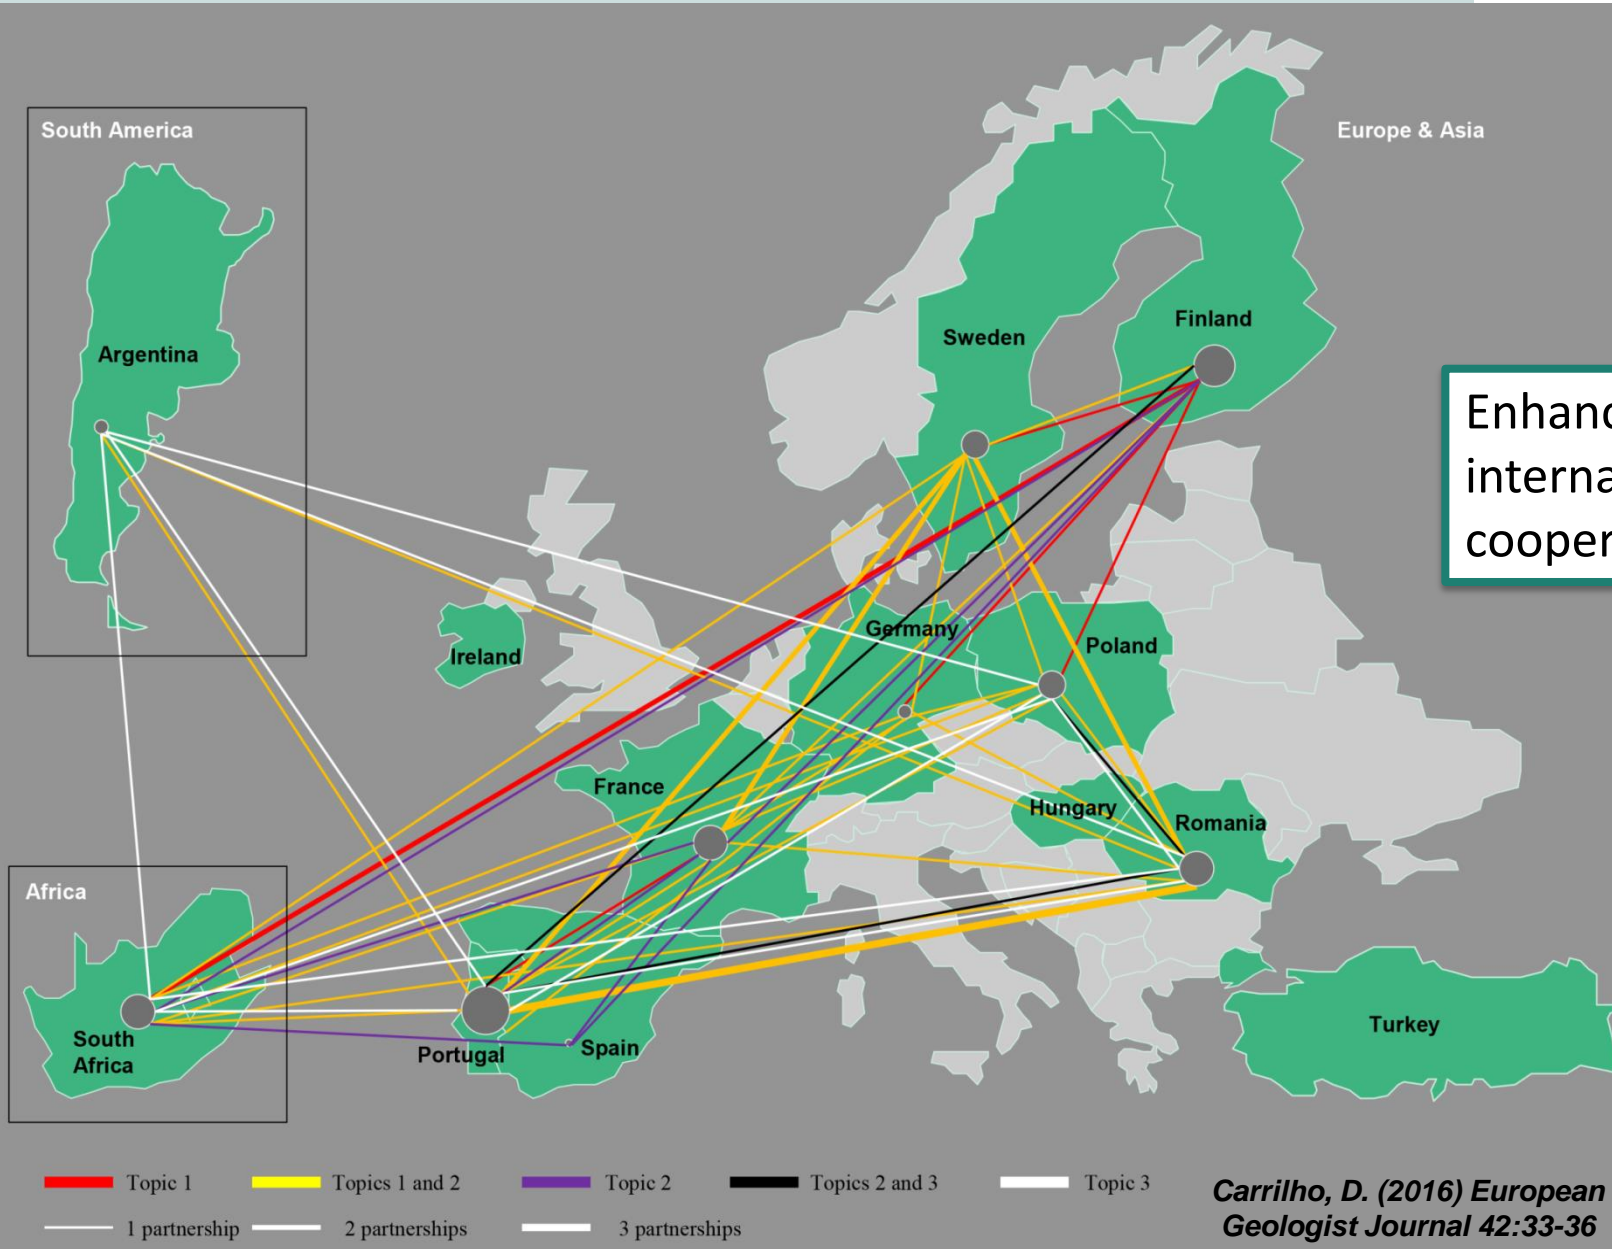 South America
Europe & Asia
Argentina
Finland
Sweden
Enhanc
interna
cooper
Germany
Poland
Ireland
France
Hungary
Romania
Africa
South
Africa
Portugal
Spain
Turkey
Topic 1
Topics 1 and 2
Topic 2
Topics 2 and 3
Topic 3
1 partnership
2 partnerships
3 partnerships
Carrilho, D. (2016) European
Geologist Journal 42:33-36